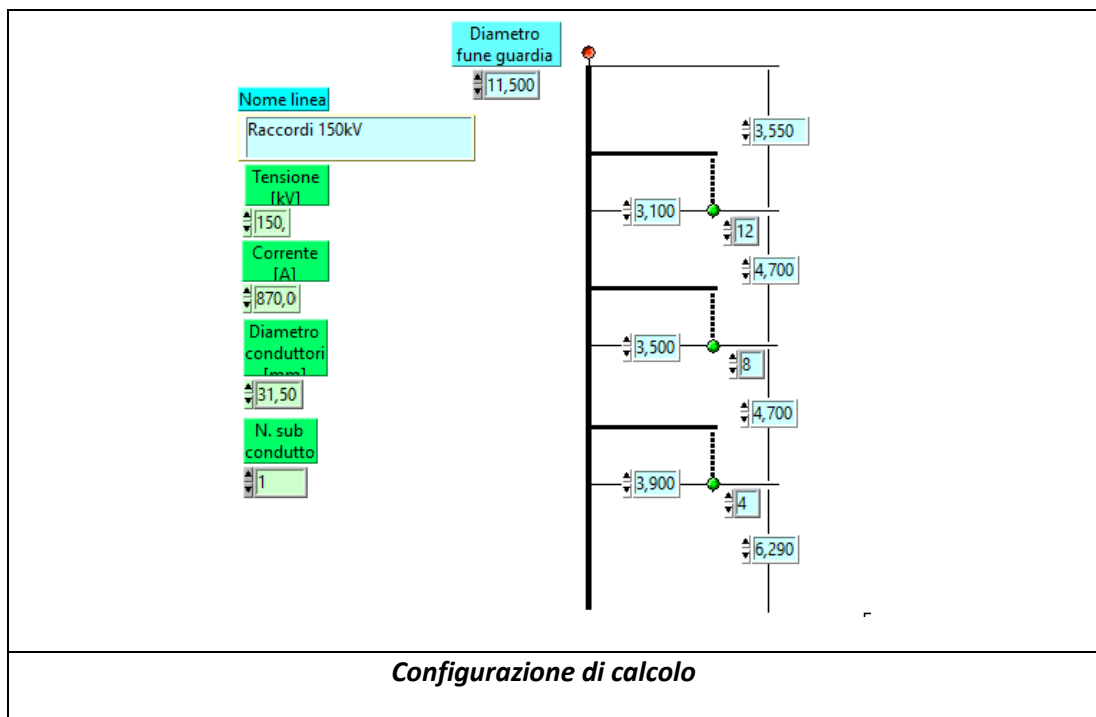 Diametro
fune guardia
11,500
Nome linea
Raccordi 150kV
3,550
Tensione
[kV]
150,
3,100
12
Corrente
[A]
4,700
870,0
Diametro
conduttori
[mm]
3,500
8
31,50
4,700
N. sub
condutto
1
3,900
4
6,290
Configurazione di calcolo